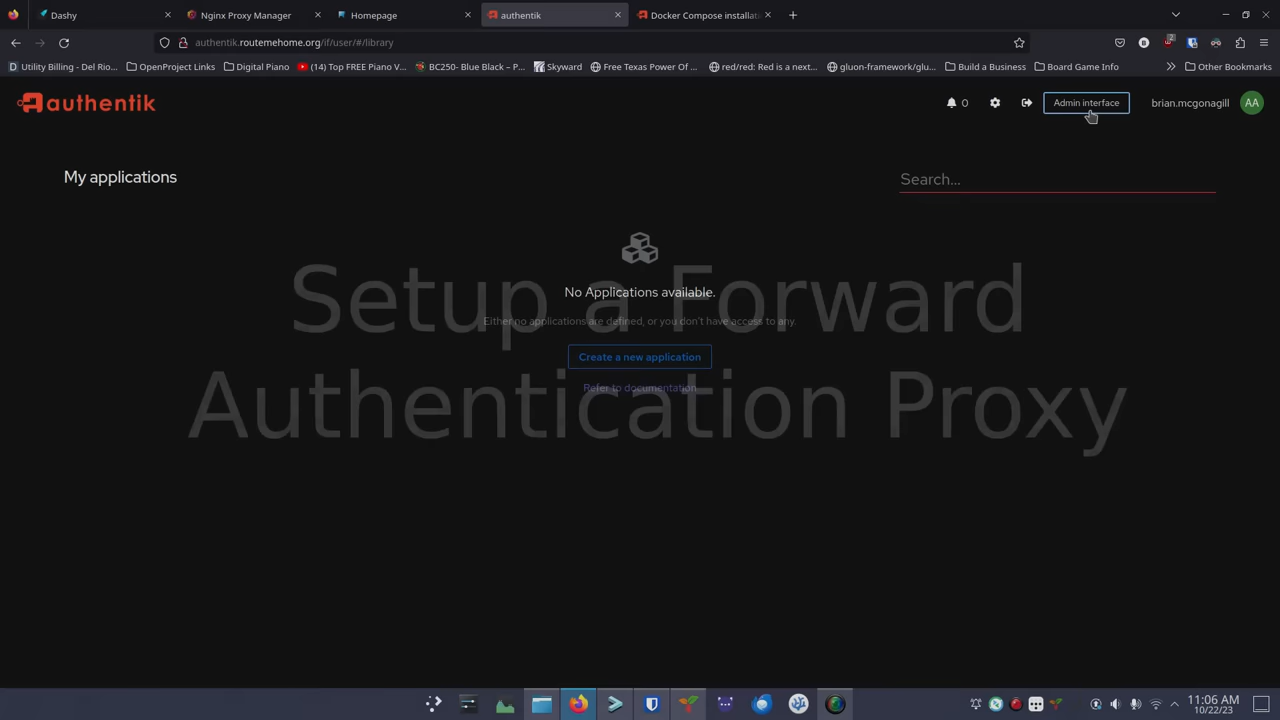 Dashy
Nginx Proxy Manager
Homepage
authentik
Docker Compose installat
authentik.routemehome.org/if/user/#/library
2
Utility Billing - Del Rio...
OpenProject Links
Digital Piano
(14) Top FREE Piano V...
BC250- Blue Black – P...
Skyward
Free Texas Power Of ...
red/red: Red is a next...
gluon-framework/glu...
Build a Business
Board Game Info
Other Bookmarks
authentik
0
Admin interface
brian.mcgonagill
AA
My applications
Search...
Setup a Forward
Authentication Proxy
No Applications available.
Either no applications are defined, or you don't have access to any.
Create a new application
Refer to documentation
11:06 AM
10/22/23